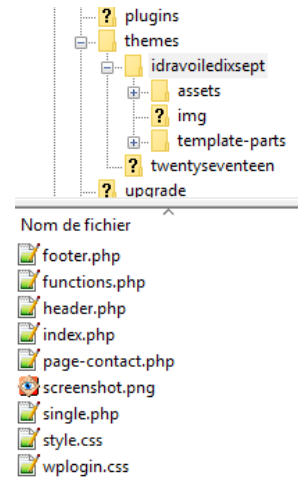 plugins
themes
idravoiledixsept
assets
img
template-parts
twentyseventeen
upgrade
Nom de fichier
footer.php
functions.php
header.php
index.php
page-contact.php
screenshot.png
single.php
style.css
wplogin.css